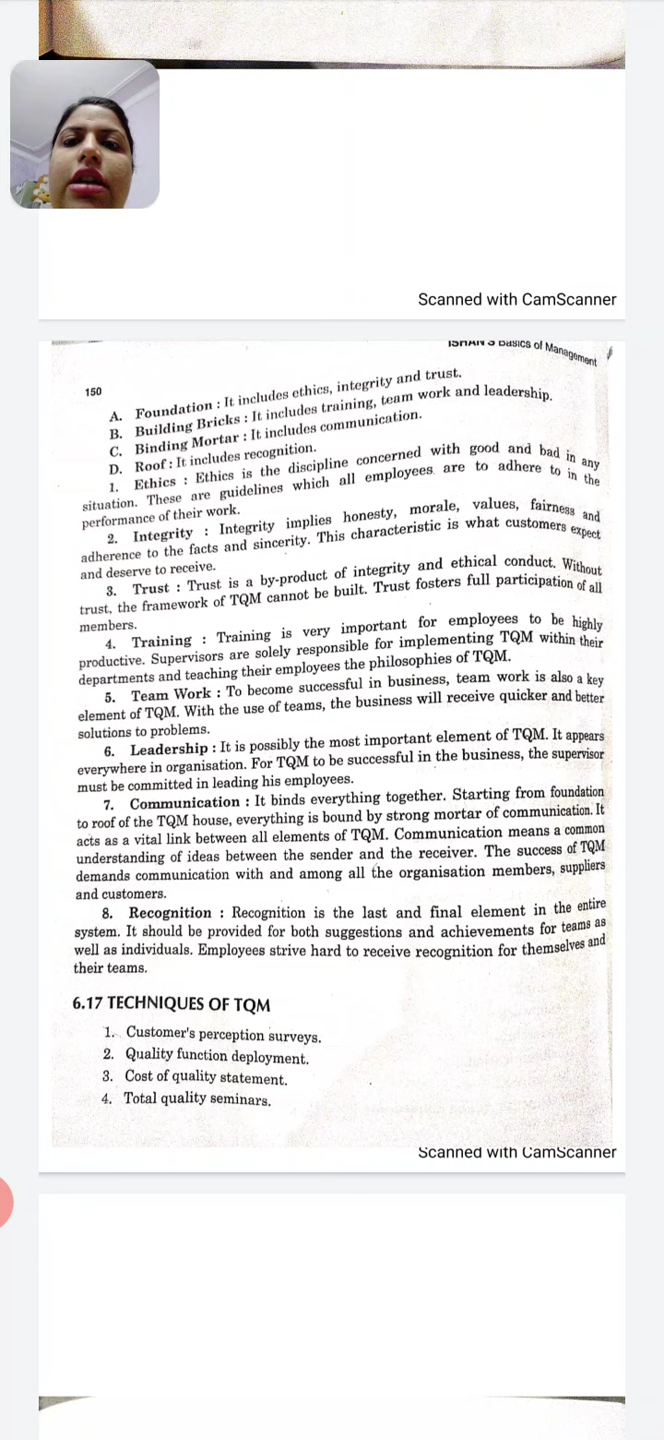 Scanned with CamScanner
ISHAN'S Basics of Management
150
A. Foundation : It includes ethics, integrity and trust.
B. Building Bricks : It includes training, team work and leadership.
C. Binding Mortar : It includes communication.
D. Roof : It includes recognition.
1. Ethics : Ethics is the discipline concerned with good and bad in any
situation. These are guidelines which all employees are to adhere to in the
performance of their work.
2. Integrity : Integrity implies honesty, morale, values, fairness and
adherence to the facts and sincerity. This characteristic is what customers expect
and deserve to receive.
3. Trust : Trust is a by-product of integrity and ethical conduct. Without
trust, the framework of TQM cannot be built. Trust fosters full participation of all
members.
4. Training : Training is very important for employees to be highly
productive. Supervisors are solely responsible for implementing TQM within their
departments and teaching their employees the philosophies of TQM.
5. Team Work : To become successful in business, team work is also a key
element of TQM. With the use of teams, the business will receive quicker and better
solutions to problems.
6. Leadership : It is possibly the most important element of TQM. It appears
everywhere in organisation. For TQM to be successful in the business, the supervisor
must be committed in leading his employees.
7. Communication : It binds everything together. Starting from foundation
to roof of the TQM house, everything is bound by strong mortar of communication. It
acts as a vital link between all elements of TQM. Communication means a common
understanding of ideas between the sender and the receiver. The success of TQM
demands communication with and among all the organisation members, suppliers
and customers.
8. Recognition : Recognition is the last and final element in the entire
system. It should be provided for both suggestions and achievements for teams as
well as individuals. Employees strive hard to receive recognition for themselves and
their teams.
6.17 TECHNIQUES OF TQM
1. Customer's perception surveys.
2. Quality function deployment.
3. Cost of quality statement.
4. Total quality seminars.
Scanned with CamScanner